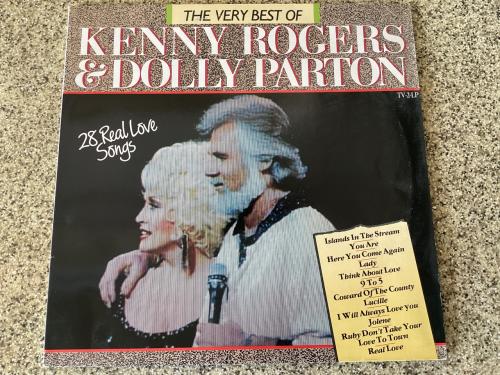 THE VERY BEST OF
KENNY ROGERS
& DOLLY PARTON
TV-24LP
28 Real Love
Songs
Islands In The Stream
You Are
Here You Come Again
Lady
Think About Love
9 To 5
Coward Of The County
Lucille
I Will Always Love you
Jolene
Ruby Don't Take Your
Love To Town
Real Love